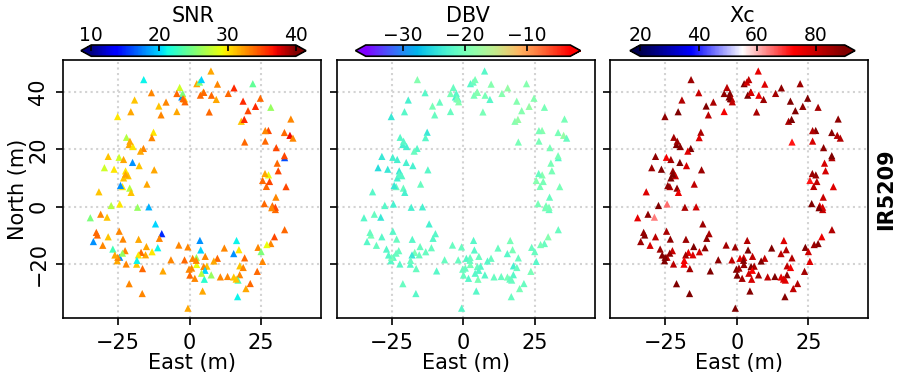 SNR
10 20 30 40
DBV
−30 −20 −10
Xc
20 40 60 80
North (m)
40
20
0
−20
−25 0 25
East (m)
−25 0 25
East (m)
−25 0 25
East (m)
IR5209